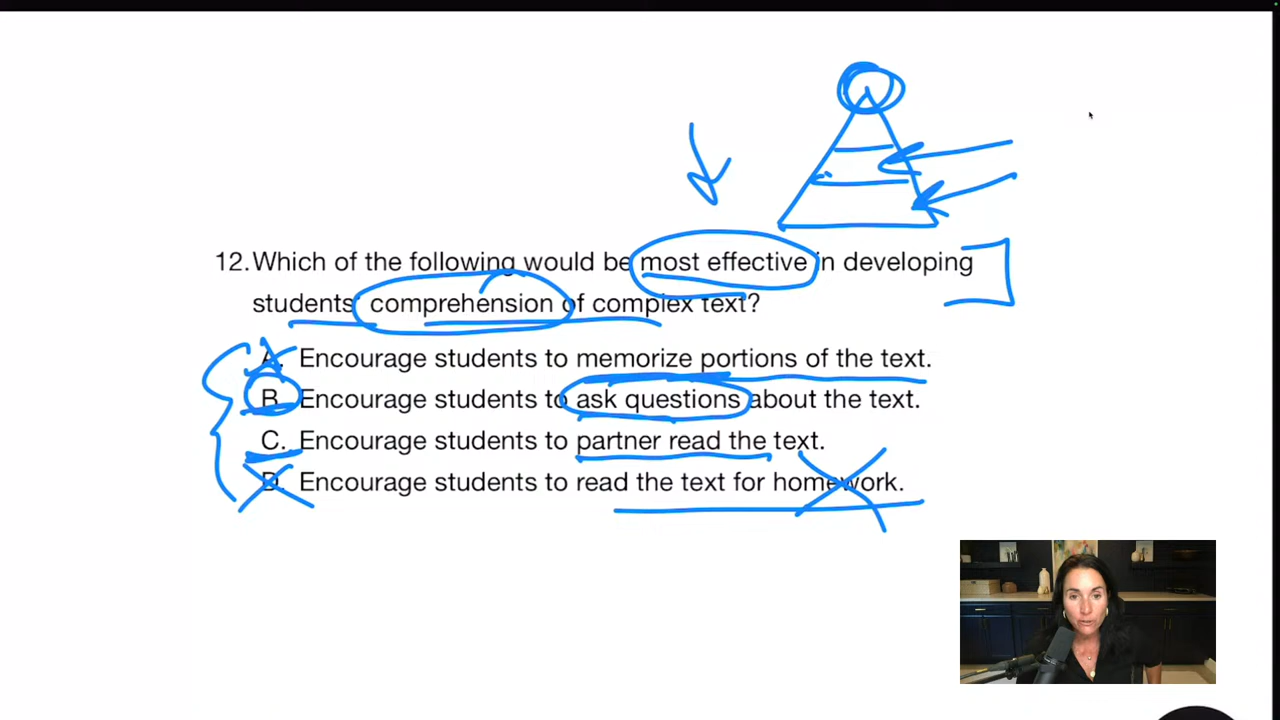 12. Which of the following would be most effective in developing
students' comprehension of complex text?
A. Encourage students to memorize portions of the text.
B. Encourage students to ask questions about the text.
C. Encourage students to partner read the text.
D. Encourage students to read the text for homework.